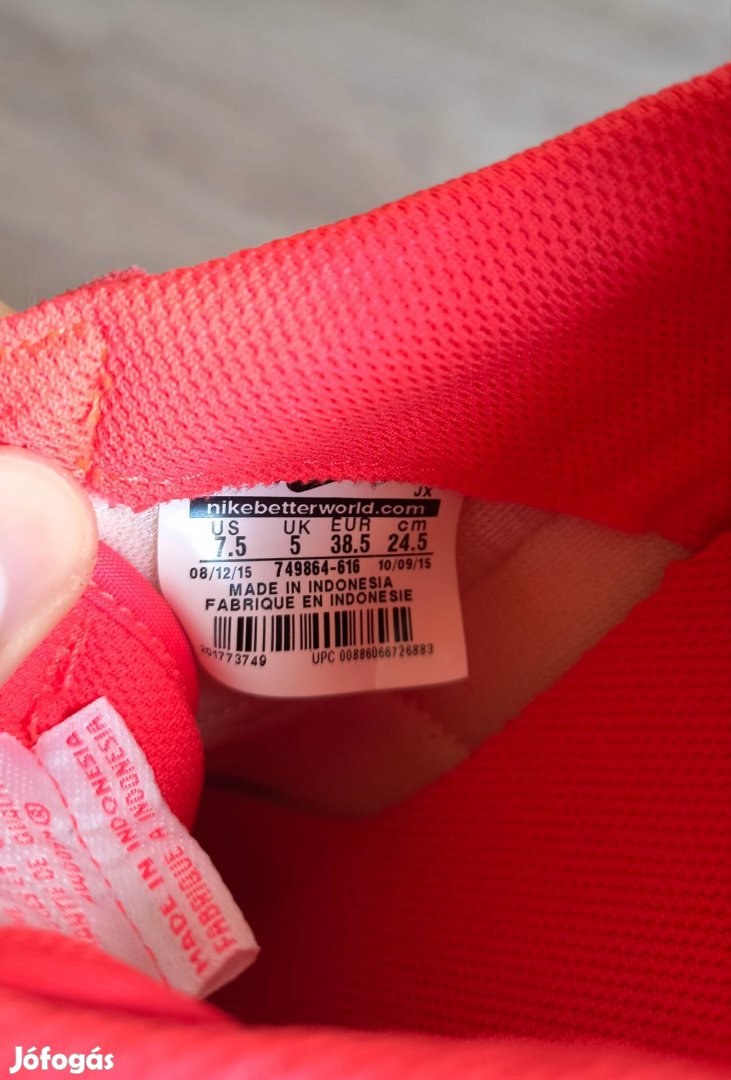 JX
nikebetterworld.com
US UK EUR cm
7.5 5 38.5 24.5
08/12/15 749864-616 10/09/15
MADE IN INDONESIA
FABRIQUE EN INDONESIE
201773749 UPC 00886066726883
MADE IN INDONESIA
FABRIQUÉ À INDONESIA
Jófogás